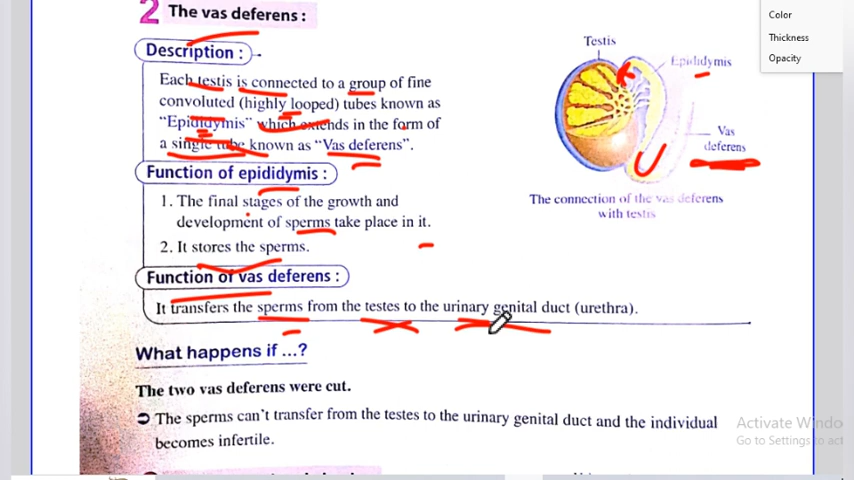 2 The vas deferens :
Color
Thickness
Opacity
Description :
Each testis is connected to a group of fine
convoluted (highly looped) tubes known as
"Epididymis" which extends in the form of
a single tube known as "Vas deferens".
Testis
Epididymis
Vas
deferens
The connection of the vas deferens
with testis
Function of epididymis :
1. The final stages of the growth and
development of sperms take place in it.
2. It stores the sperms.
Function of vas deferens :
It transfers the sperms from the testes to the urinary genital duct (urethra).
What happens if ...?
The two vas deferens were cut.
➲ The sperms can't transfer from the testes to the urinary genital duct and the individual
becomes infertile.
Activate Windo
Go to Settings to act